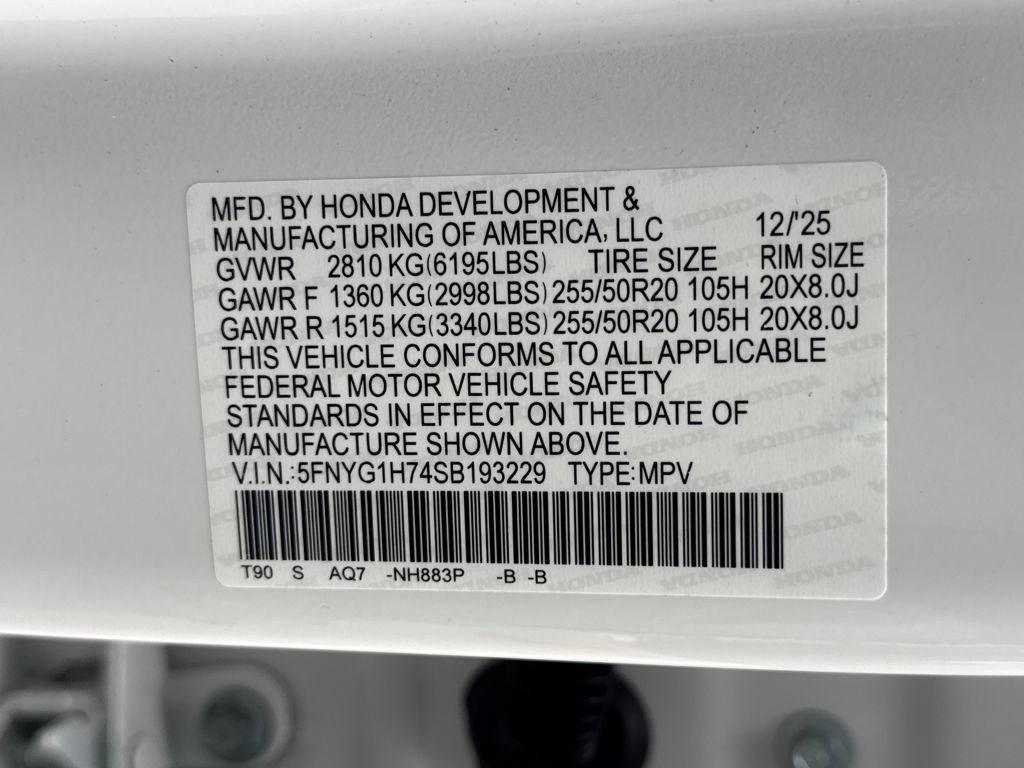 MFD. BY HONDA DEVELOPMENT &
MANUFACTURING OF AMERICA, LLC 12/'25
GVWR 2810 KG(6195LBS) TIRE SIZE RIM SIZE
GAWR F 1360 KG(2998LBS) 255/50R20 105H 20X8.0J
GAWR R 1515 KG(3340LBS) 255/50R20 105H 20X8.0J
THIS VEHICLE CONFORMS TO ALL APPLICABLE
FEDERAL MOTOR VEHICLE SAFETY
STANDARDS IN EFFECT ON THE DATE OF
MANUFACTURE SHOWN ABOVE.
V.I.N.:5FNYG1H74SB193229 TYPE:MPV
T90 S AQ7 -NH883P -B -B